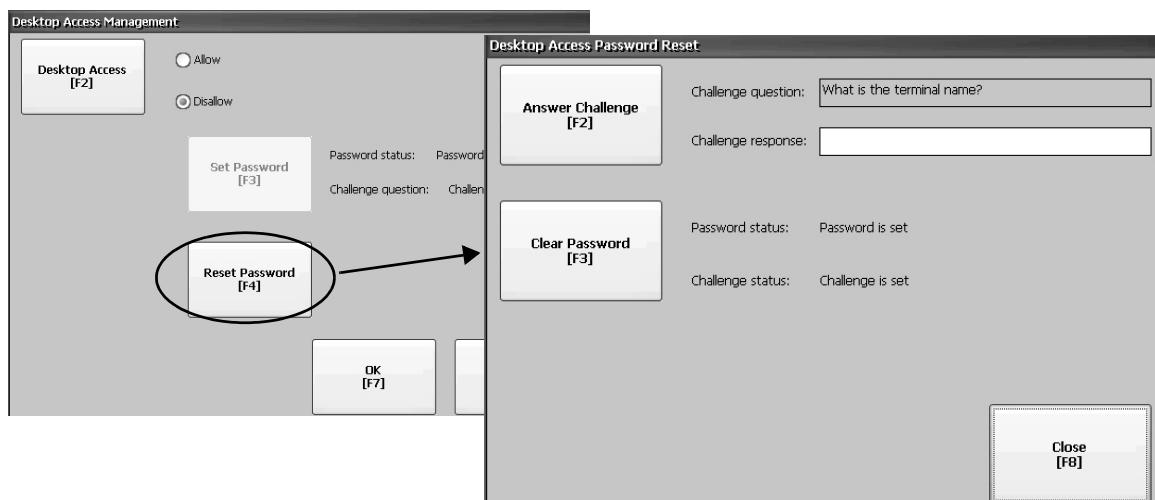 Desktop Access Management
Desktop Access
[F2]
Allow
Disallow
Set Password
[F3]
Password status: Password
Challenge question: Challen
Reset Password
[F4]
OK
[F7]
Desktop Access Password Reset
Answer Challenge
[F2]
Challenge question: What is the terminal name?
Challenge response:
Clear Password
[F3]
Password status: Password is set
Challenge status: Challenge is set
Close
[F8]